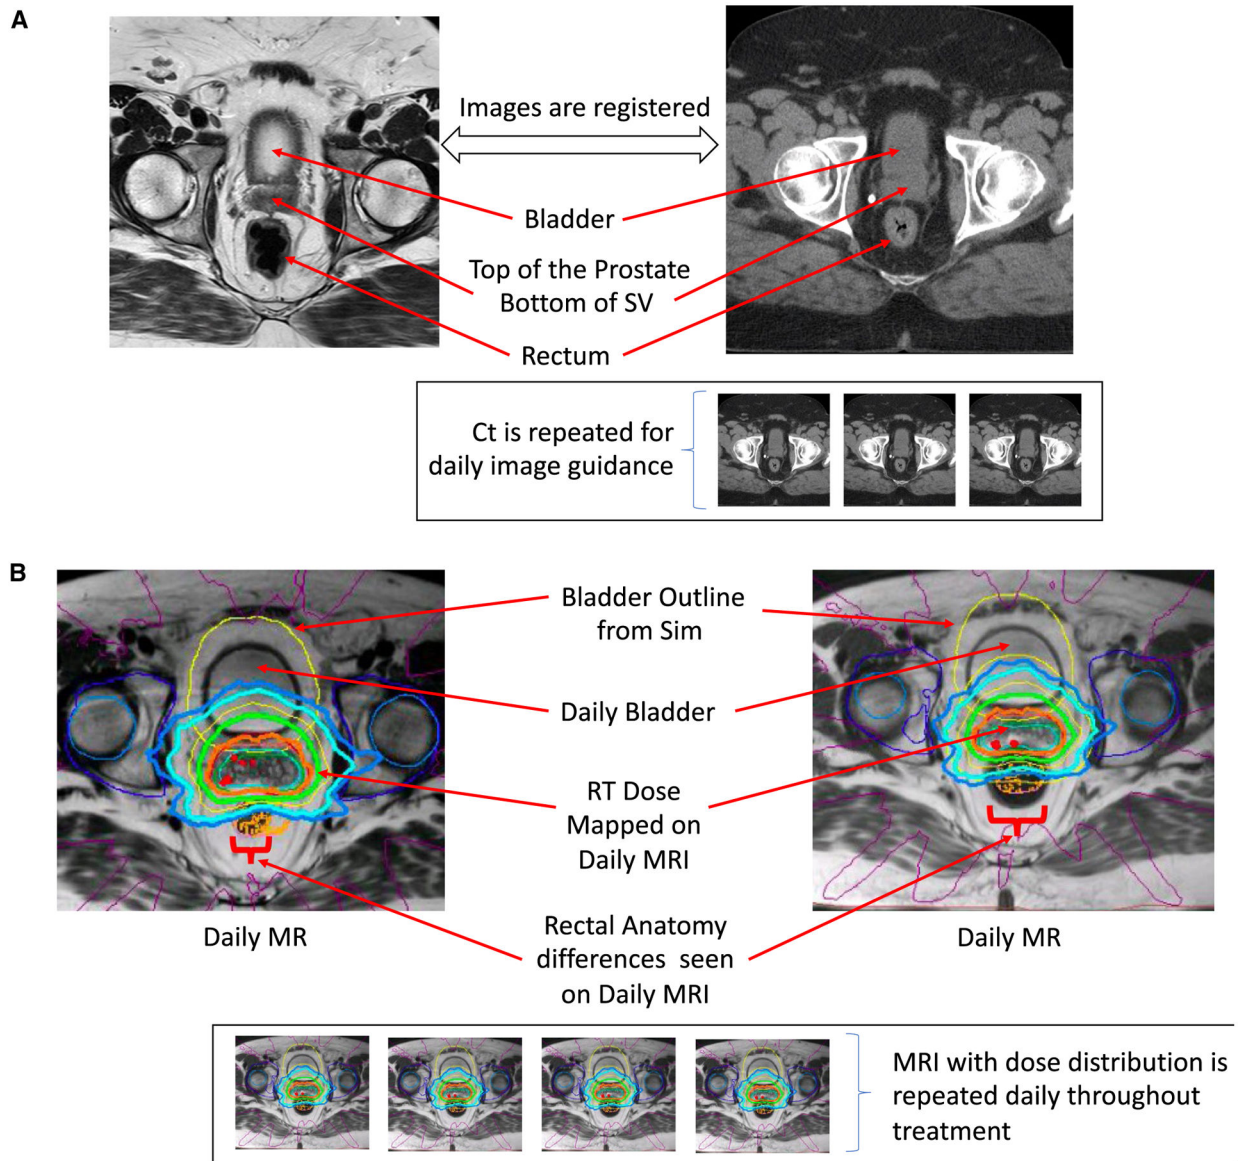 A
Images are registered
Bladder
Top of the Prostate
Bottom of SV
Rectum
Ct is repeated for
daily image guidance
B
Bladder Outline
from Sim
Daily Bladder
RT Dose
Mapped on
Daily MRI
Rectal Anatomy
differences seen
on Daily MRI
Daily MR
Daily MR
MRI with dose distribution is
repeated daily throughout
treatment